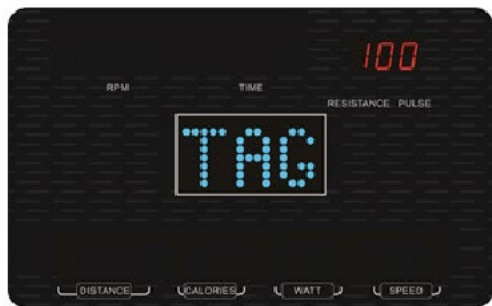 100
RPM TIME
RESISTANCE PULSE
TAG
DISTANCE CALORIES WATT SPEED